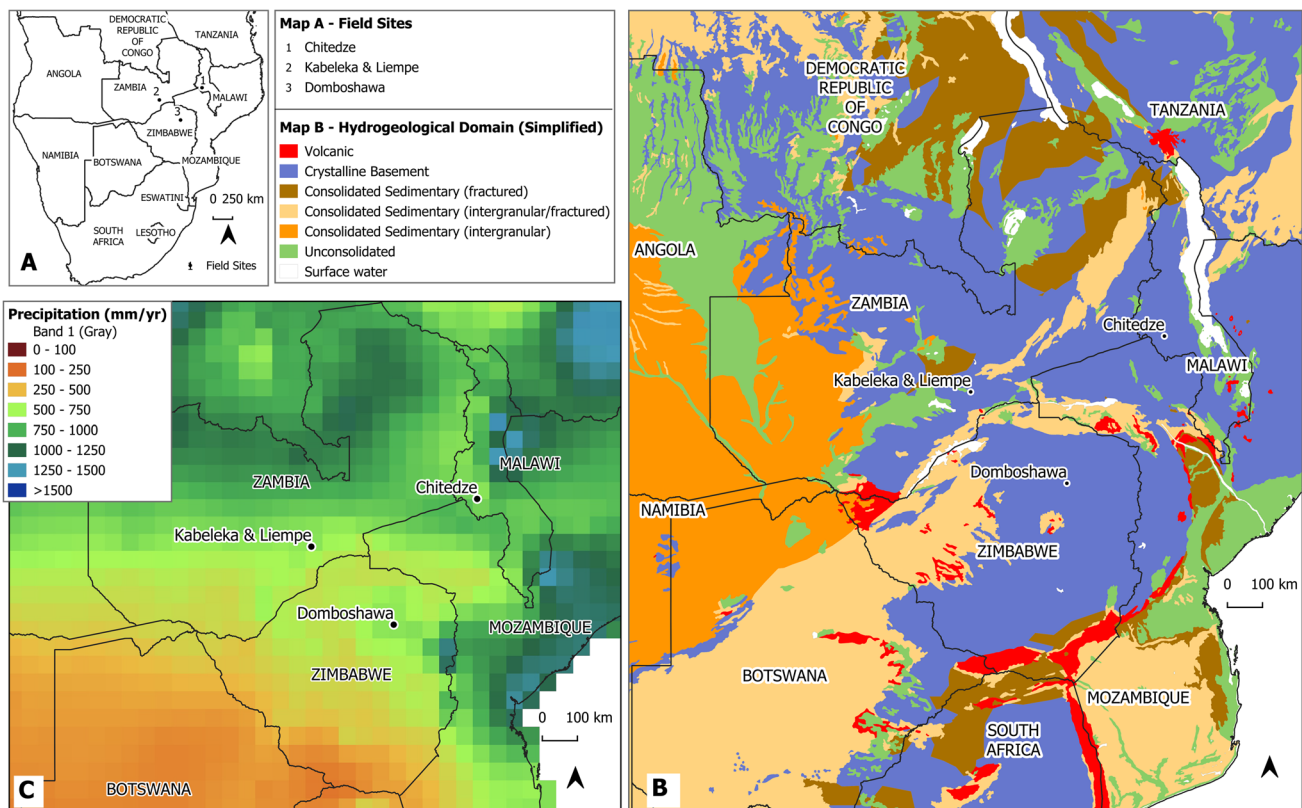 DEMOCRATIC
REPUBLIC
OF
CONGO
TANZANIA
ANGOLA
ZAMBIA
1
2
MALAWI
3
ZIMBABWE
NAMIBIA
BOTSWANA
MOZAMBIQUE
ESWATINI
0 250 km
SOUTH
AFRICA
LESOTHO
A
Field Sites
Map A - Field Sites
1 Chitedze
2 Kabeleka & Liempe
3 Domboshawa
Map B - Hydrogeological Domain (Simplified)
Volcanic
Crystalline Basement
Consolidated Sedimentary (fractured)
Consolidated Sedimentary (intergranular/fractured)
Consolidated Sedimentary (intergranular)
Unconsolidated
Surface water
Precipitation (mm/yr)
Band 1 (Gray)
0 - 100
100 - 250
250 - 500
500 - 750
750 - 1000
1000 - 1250
1250 - 1500
>1500
ZAMBIA
MALAWI
Chitedze
Kabeleka & Liempe
Domboshawa
MOZAMBIQUE
ZIMBABWE
0 100 km
BOTSWANA
C
DEMOCRATIC
REPUBLIC
OF
CONGO
TANZANIA
ANGOLA
ZAMBIA
Chitedze
MALAWI
Kabeleka & Liempe
Domboshawa
NAMIBIA
ZIMBABWE
0 100 km
BOTSWANA
MOZAMBIQUE
SOUTH
AFRICA
B